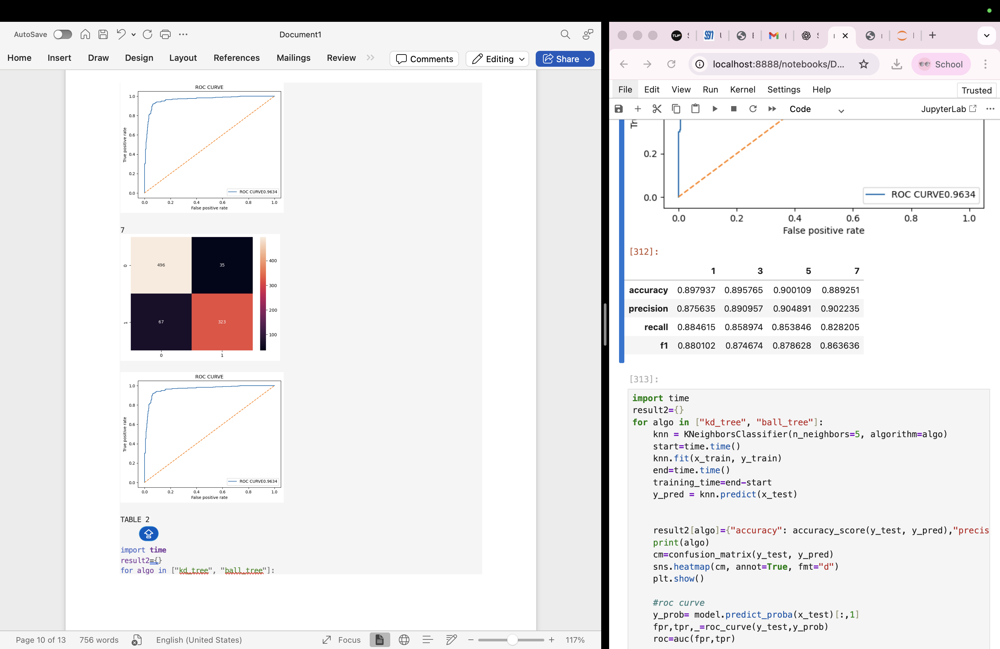 AutoSave
Document1
Home Insert Draw Design Layout References Mailings Review
Comments
Editing
Share
ROC CURVE
1.0
0.8
0.6
0.4
0.2
0.0
True positive rate
ROC CURVE0.9634
0.0 0.2 0.4 0.6 0.8 1.0
False positive rate
7
0
496 35
1
67 323
0 1
400
300
200
100
ROC CURVE
1.0
0.8
0.6
0.4
0.2
0.0
True positive rate
ROC CURVE0.9634
0.0 0.2 0.4 0.6 0.8 1.0
False positive rate
TABLE 2
import time
result2={}
for algo in ["kd_tree", "ball_tree"]:
Page 10 of 13 756 words English (United States)
Focus
117%
TUF
SSN
localhost:8888/notebooks/D...
School
File Edit View Run Kernel Settings Help
Trusted
Code
JupyterLab
0.2
0.0
ROC CURVE0.9634
0.0 0.2 0.4 0.6 0.8 1.0
False positive rate
[312]:
1 3 5 7
accuracy 0.897937 0.895765 0.900109 0.889251
precision 0.875635 0.890957 0.904891 0.902235
recall 0.884615 0.858974 0.853846 0.828205
f1 0.880102 0.874674 0.878628 0.863636
[313]:
import time
result2={}
for algo in ["kd_tree", "ball_tree"]:
knn = KNeighborsClassifier(n_neighbors=5, algorithm=algo)
start=time.time()
knn.fit(x_train, y_train)
end=time.time()
training_time=end-start
y_pred = knn.predict(x_test)
result2[algo]={"accuracy": accuracy_score(y_test, y_pred),"precis
print(algo)
cm=confusion_matrix(y_test, y_pred)
sns.heatmap(cm, annot=True, fmt="d")
plt.show()
#roc curve
y_prob= model.predict_proba(x_test)[:,1]
fpr,tpr,_=roc_curve(y_test,y_prob)
roc=auc(fpr,tpr)